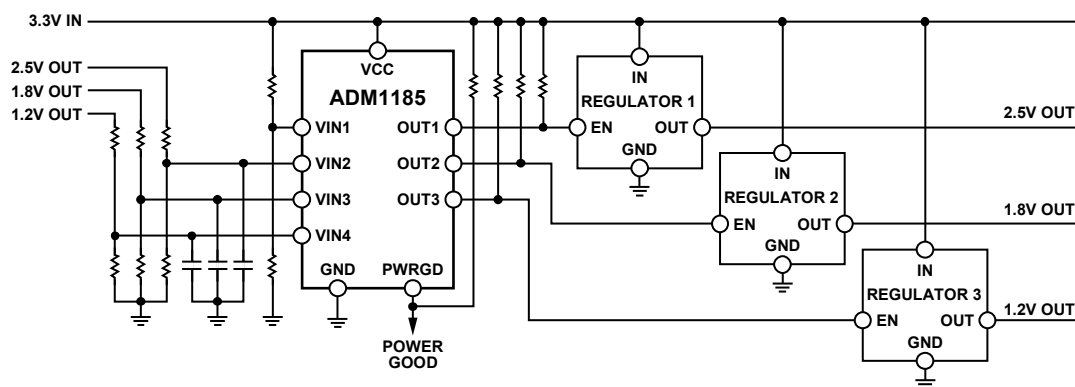 3.3V IN
2.5V OUT
1.8V OUT
1.2V OUT
VCC
ADM1185
VIN1
VIN2
VIN3
VIN4
OUT1
OUT2
OUT3
GND
PWRGD
POWER
GOOD
IN
REGULATOR 1
EN
OUT
GND
2.5V OUT
IN
REGULATOR 2
EN
OUT
GND
1.8V OUT
IN
REGULATOR 3
EN
OUT
GND
1.2V OUT